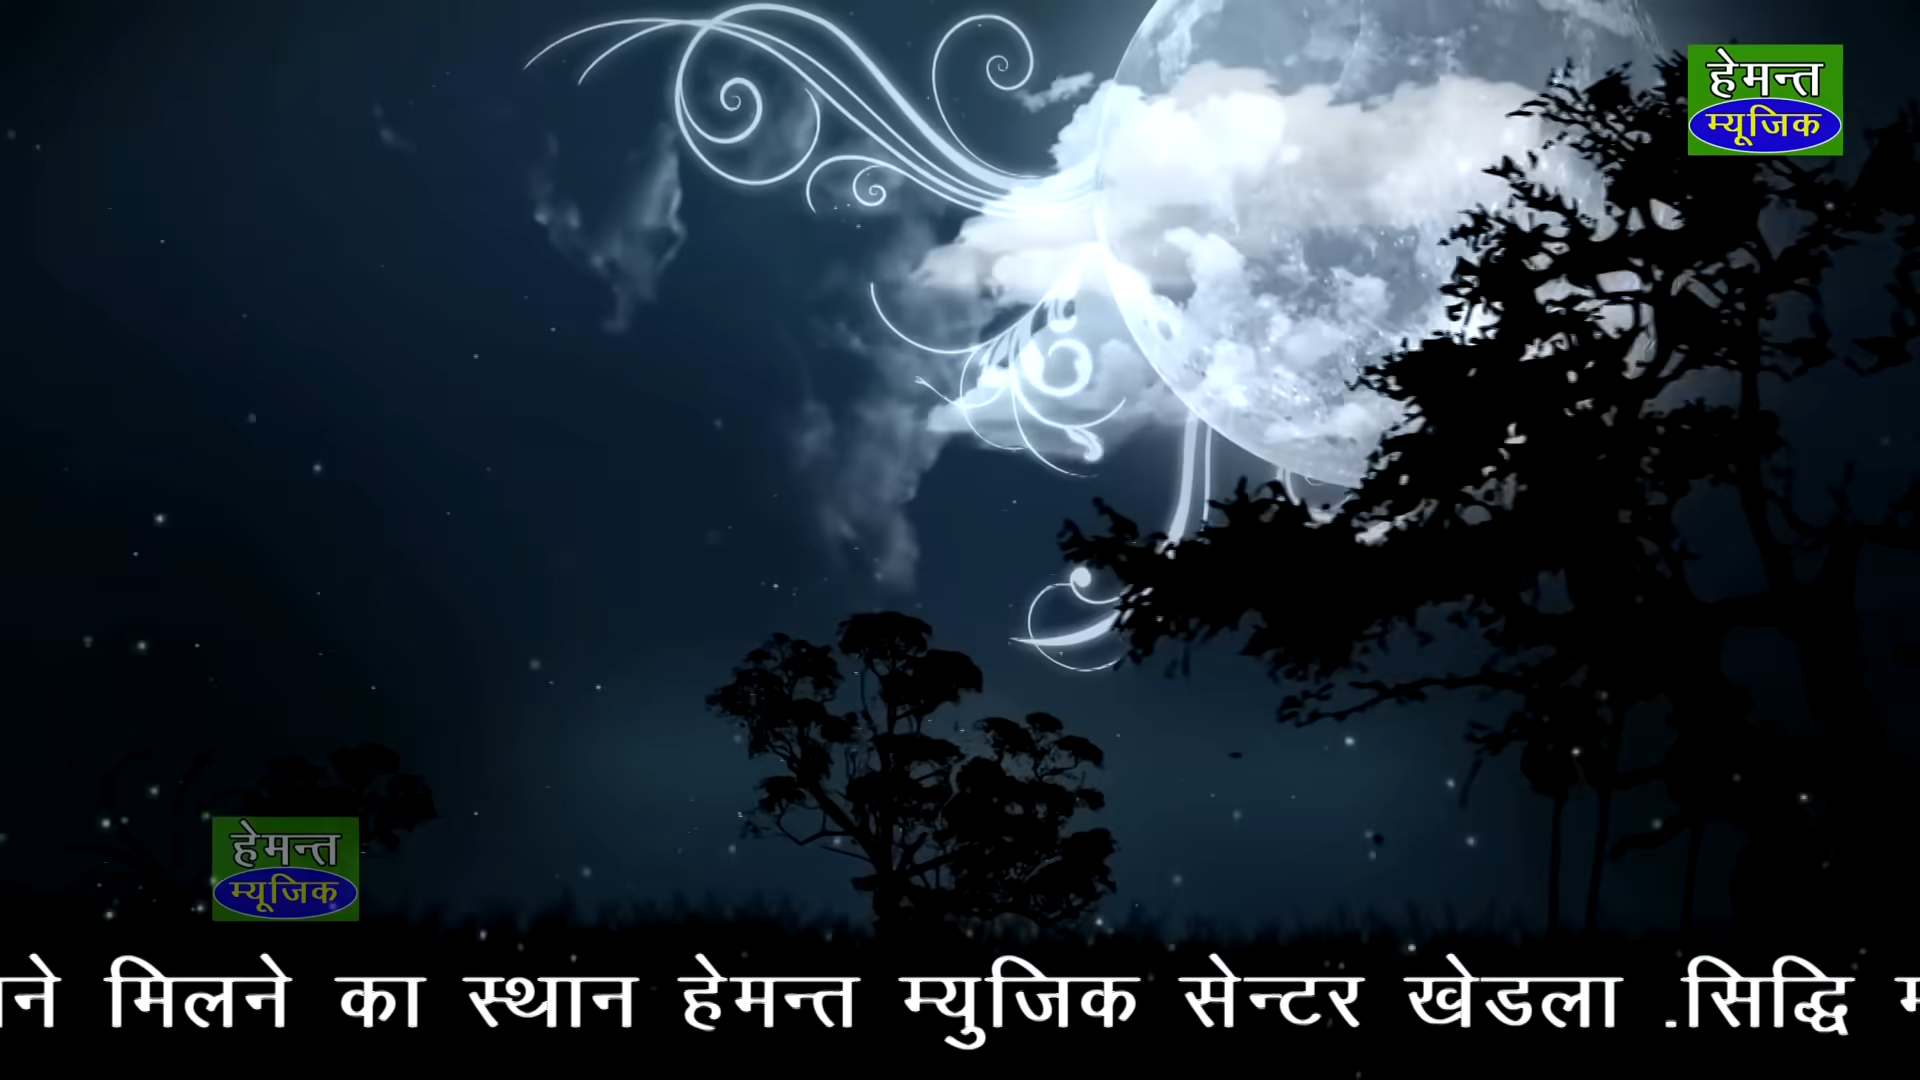 हेमन्त
म्यूजिक
हेमन्त
म्यूजिक
मिलने का स्थान हेमन्त म्युजिक सेन्टर खेडला .सिद्धि